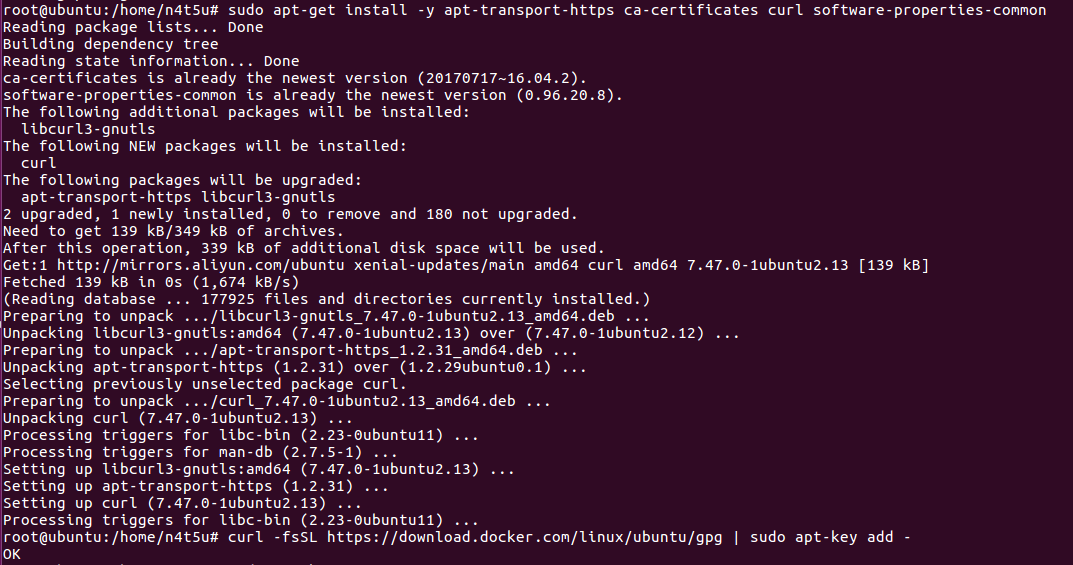 root@ubuntu:/home/n4t5u# sudo apt-get install -y apt-transport-https ca-certificates curl software-properties-common
Reading package lists... Done
Building dependency tree
Reading state information... Done
ca-certificates is already the newest version (20170717~16.04.2).
software-properties-common is already the newest version (0.96.20.8).
The following additional packages will be installed:
  libcurl3-gnutls
The following NEW packages will be installed:
  curl
The following packages will be upgraded:
  apt-transport-https libcurl3-gnutls
2 upgraded, 1 newly installed, 0 to remove and 180 not upgraded.
Need to get 139 kB/349 kB of archives.
After this operation, 339 kB of additional disk space will be used.
Get:1 http://mirrors.aliyun.com/ubuntu xenial-updates/main amd64 curl amd64 7.47.0-1ubuntu2.13 [139 kB]
Fetched 139 kB in 0s (1,674 kB/s)
(Reading database ... 177925 files and directories currently installed.)
Preparing to unpack .../libcurl3-gnutls_7.47.0-1ubuntu2.13_amd64.deb ...
Unpacking libcurl3-gnutls:amd64 (7.47.0-1ubuntu2.13) over (7.47.0-1ubuntu2.12) ...
Preparing to unpack .../apt-transport-https_1.2.31_amd64.deb ...
Unpacking apt-transport-https (1.2.31) over (1.2.29ubuntu0.1) ...
Selecting previously unselected package curl.
Preparing to unpack .../curl_7.47.0-1ubuntu2.13_amd64.deb ...
Unpacking curl (7.47.0-1ubuntu2.13) ...
Processing triggers for libc-bin (2.23-0ubuntu11) ...
Processing triggers for man-db (2.7.5-1) ...
Setting up libcurl3-gnutls:amd64 (7.47.0-1ubuntu2.13) ...
Setting up apt-transport-https (1.2.31) ...
Setting up curl (7.47.0-1ubuntu2.13) ...
Processing triggers for libc-bin (2.23-0ubuntu11) ...
root@ubuntu:/home/n4t5u# curl -fsSL https://download.docker.com/linux/ubuntu/gpg | sudo apt-key add -
OK